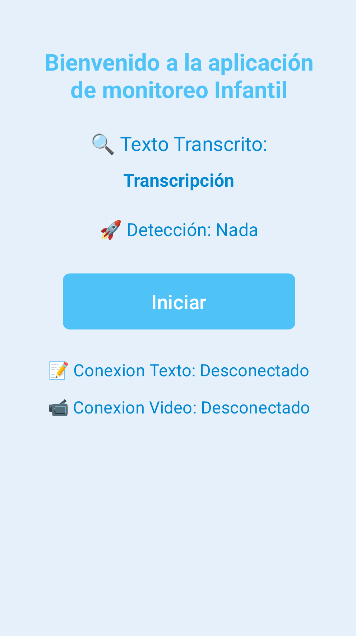 Bienvenido a la aplicación
de monitoreo Infantil
🔍 Texto Transcrito:
Transcripción
🚀 Detección: Nada
Iniciar
📝 Conexion Texto: Desconectado
📹 Conexion Video: Desconectado